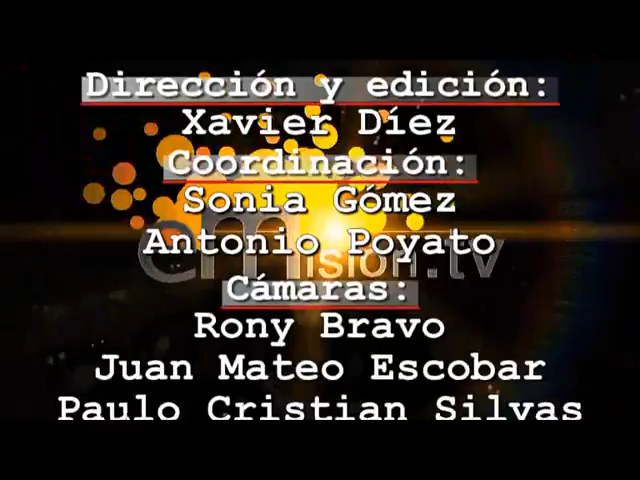 Dirección y edición:
Xavier Díez
Coordinación:
Sonia Gómez
Antonio Poyato
Cámaras:
Rony Bravo
Juan Mateo Escobar
Paulo Cristian Silvas